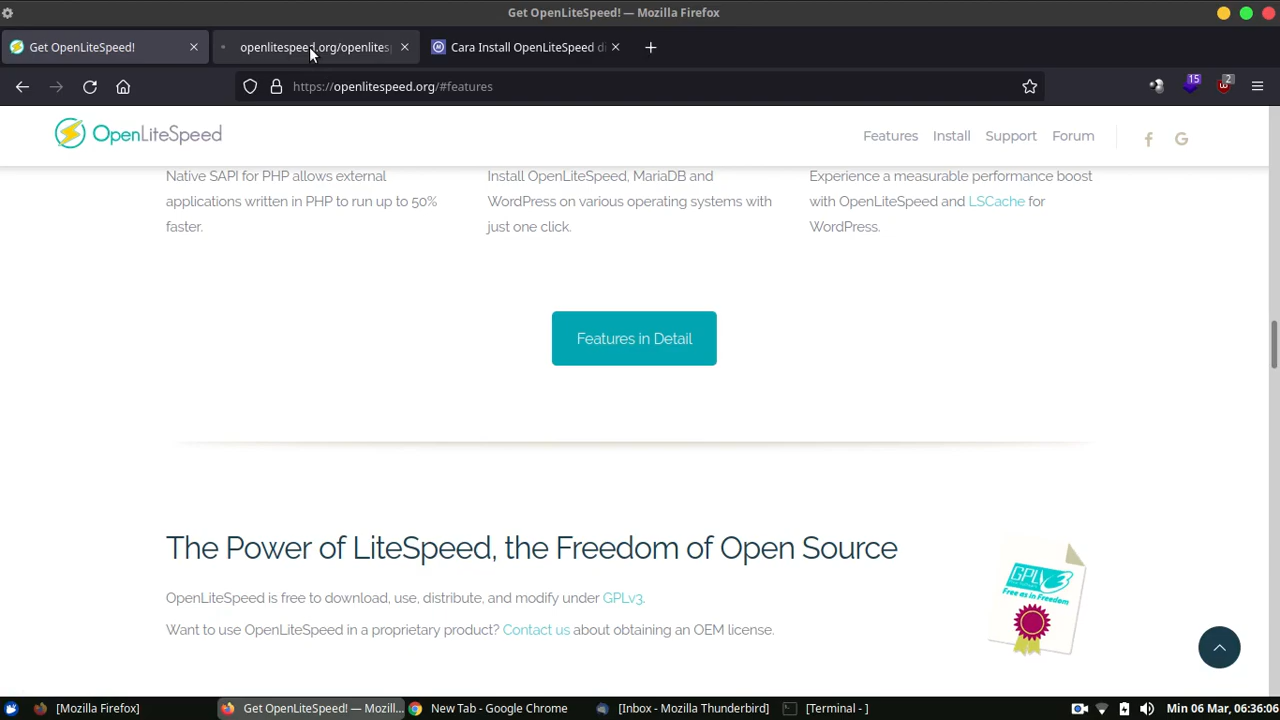 Get OpenLiteSpeed! — Mozilla Firefox
Get OpenLiteSpeed!
openlitespeed.org/openlites
Cara Install OpenLiteSpeed di
https://openlitespeed.org/#features
15
2
OpenLiteSpeed
Features
Install
Support
Forum
Native SAPI for PHP allows external
applications written in PHP to run up to 50%
faster.
Install OpenLiteSpeed, MariaDB and
WordPress on various operating systems with
just one click.
Experience a measurable performance boost
with OpenLiteSpeed and LSCache for
WordPress.
Features in Detail
The Power of LiteSpeed, the Freedom of Open Source
OpenLiteSpeed is free to download, use, distribute, and modify under GPLv3.
Want to use OpenLiteSpeed in a proprietary product? Contact us about obtaining an OEM license.
GPLv3
Free as in Freedom
[Mozilla Firefox]
Get OpenLiteSpeed! — Mozill...
New Tab - Google Chrome
[Inbox - Mozilla Thunderbird]
[Terminal - ]
Min 06 Mar, 06:36:06